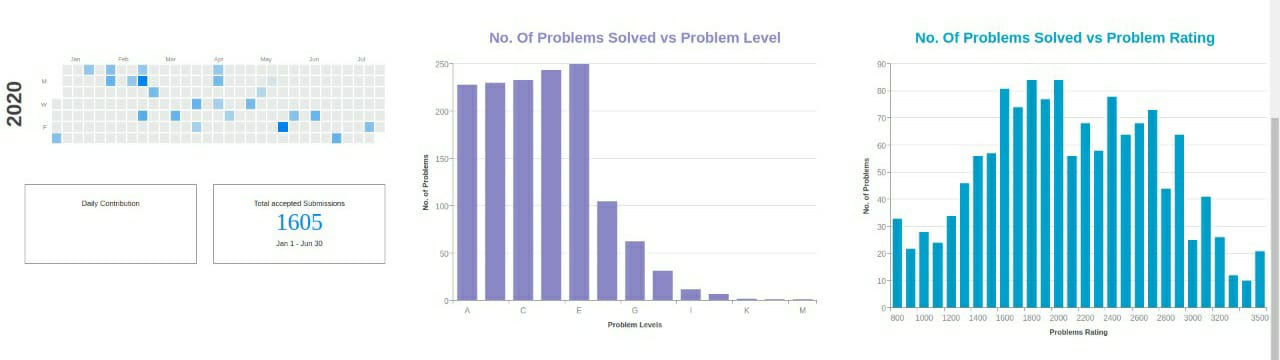 2020
Jan Feb Mar Apr May Jun Jul
M
W
F
Daily Contribution
Total accepted Submissions
1605
Jan 1 - Jun 30
No. Of Problems Solved vs Problem Level
No. of Problems
250
200
150
100
50
0
A C E G I K M
Problem Levels
No. Of Problems Solved vs Problem Rating
No. of Problems
90
80
70
60
50
40
30
20
10
0
800 1000 1200 1400 1600 1800 2000 2200 2400 2600 2800 3000 3200 3500
Problems Rating